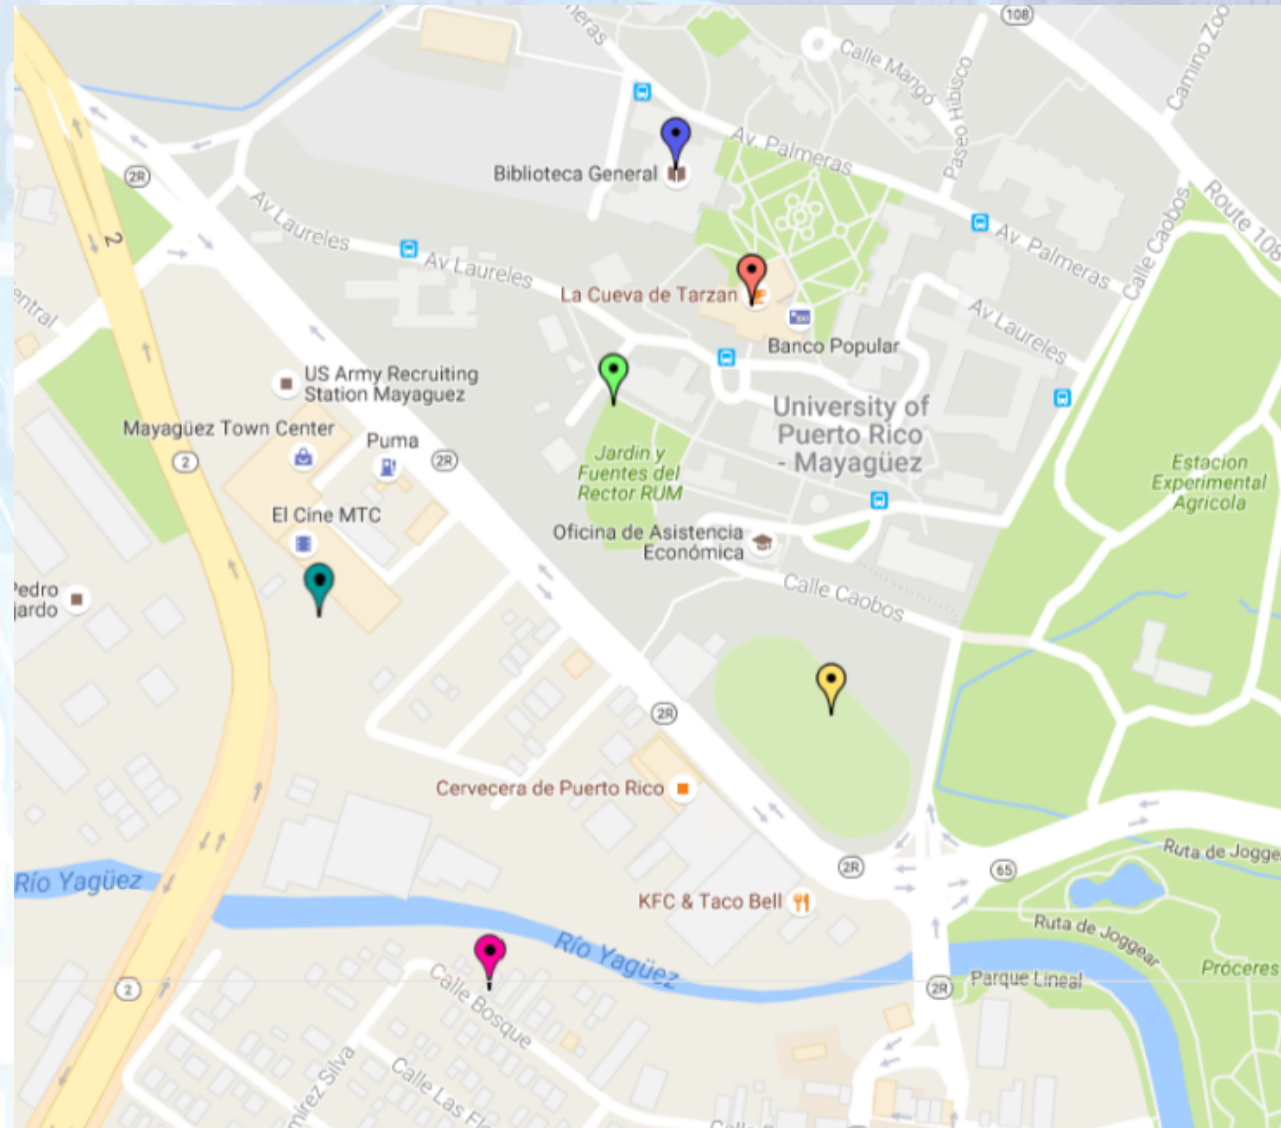 108
Calle Mangó
Camino Zoo
Paseo Hibisco
Av. Palmeras
2R
Biblioteca General
Av Laureles
Route 108
2
Av Laureles
Av. Palmeras
Calle Caobos
La Cueva de Tarzan
Av Laureles
Banco Popular
US Army Recruiting
Station Mayaguez
University of
Puerto Rico
- Mayagüez
Mayagüez Town Center
Puma
2
2R
Jardin y
Fuentes del
Rector RUM
Estacion
Experimental
Agricola
El Cine MTC
Oficina de Asistencia
Económica
Calle Caobos
Pedro
2R
Cervecera de Puerto Rico
Ruta de Jogge
2R
65
Río Yagüez
KFC & Taco Bell
Ruta de Joggear
Río Yagüez
Próceres
Parque Lineal
2
2R
Calle Bosque
Calle Las